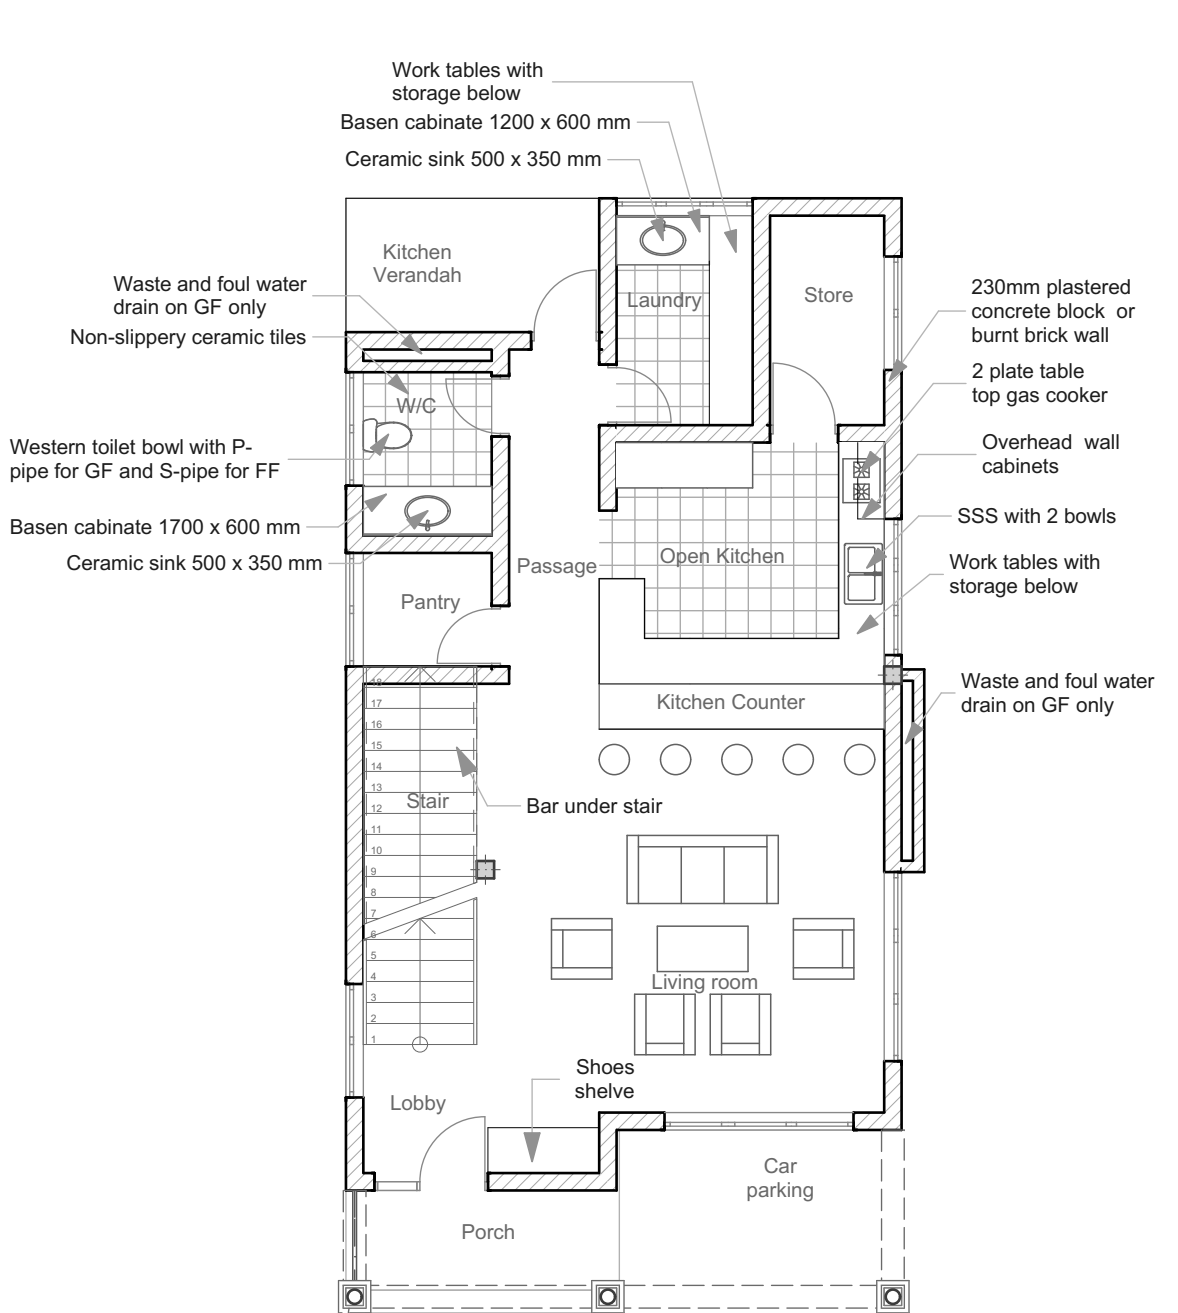 Work tables with
storage below
Basen cabinate 1200 x 600 mm
Ceramic sink 500 x 350 mm
Kitchen
Verandah
Waste and foul water
drain on GF only
Non-slippery ceramic tiles
Laundry
Store
230mm plastered
concrete block or
burnt brick wall
2 plate table
top gas cooker
W/C
Western toilet bowl with P-
pipe for GF and S-pipe for FF
Overhead wall
cabinets
Basen cabinate 1700 x 600 mm
SSS with 2 bowls
Ceramic sink 500 x 350 mm
Passage
Open Kitchen
Work tables with
storage below
Pantry
Waste and foul water
drain on GF only
Kitchen Counter
18
17
16
15
14
13
12
11
10
9
8
7
6
5
4
3
2
1
Stair
Bar under stair
Living room
Shoes
shelve
Lobby
Car
parking
Porch